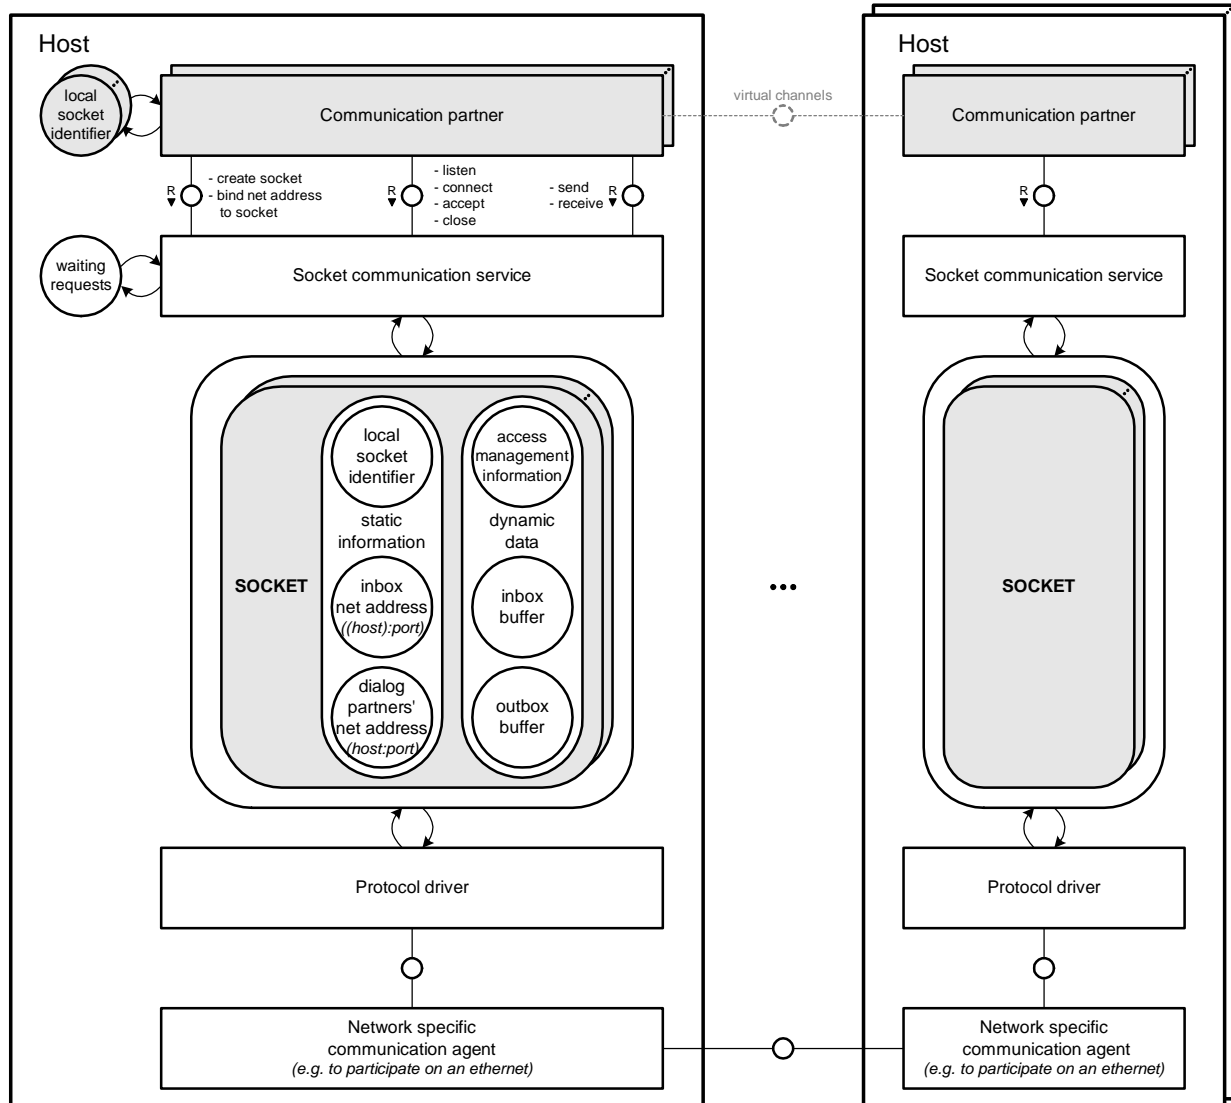 Host
local
socket
identifier
Communication partner
R
- create socket
- bind net address
to socket
R
- listen
- connect
- accept
- close
- send
- receive
R
waiting
requests
Socket communication service
SOCKET
local
socket
identifier
static
information
inbox
net address
((host):port)
dialog
partners'
net address
(host:port)
access
management
information
dynamic
data
inbox
buffer
outbox
buffer
Protocol driver
Network specific
communication agent
(e.g. to participate on an ethernet)
virtual channels
...
Host
Communication partner
R
Socket communication service
SOCKET
Protocol driver
Network specific
communication agent
(e.g. to participate on an ethernet)